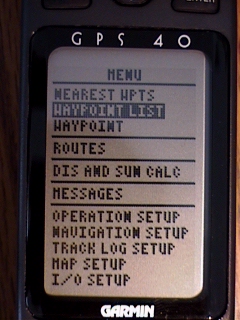 ENTER
GPS 40
MENU
NEAREST WPTS
WAYPOINT LIST
WAYPOINT
ROUTES
DIS AND SUN CALC
MESSAGES
OPERATION SETUP
NAVIGATION SETUP
TRACK LOG SETUP
MAP SETUP
I/O SETUP
GARMIN